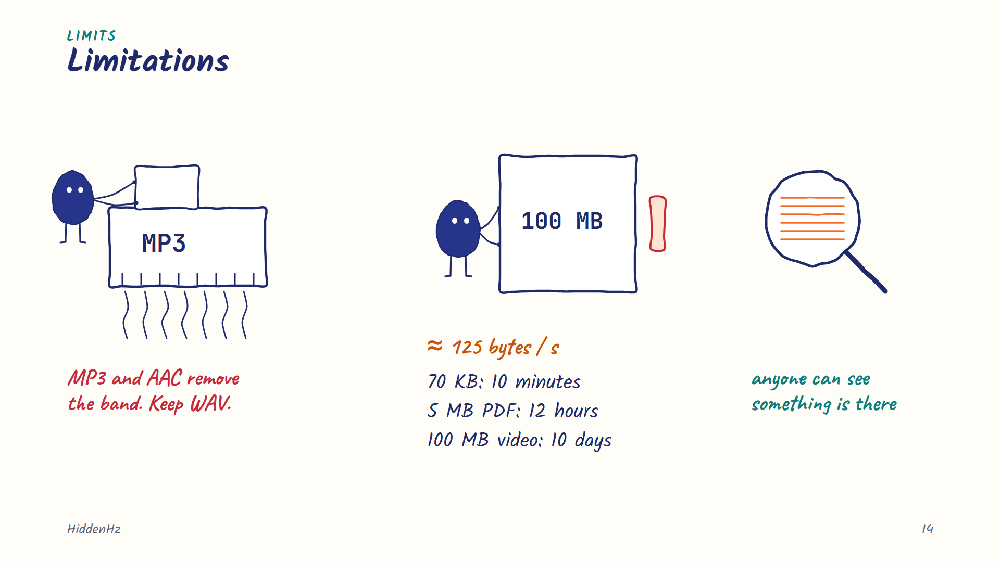 LIMITS
Limitations
MP3
MP3 and AAC remove
the band. Keep WAV.
100 MB
≈ 125 bytes / s
70 KB: 10 minutes
5 MB PDF: 12 hours
100 MB video: 10 days
anyone can see
something is there
HiddenHz
14